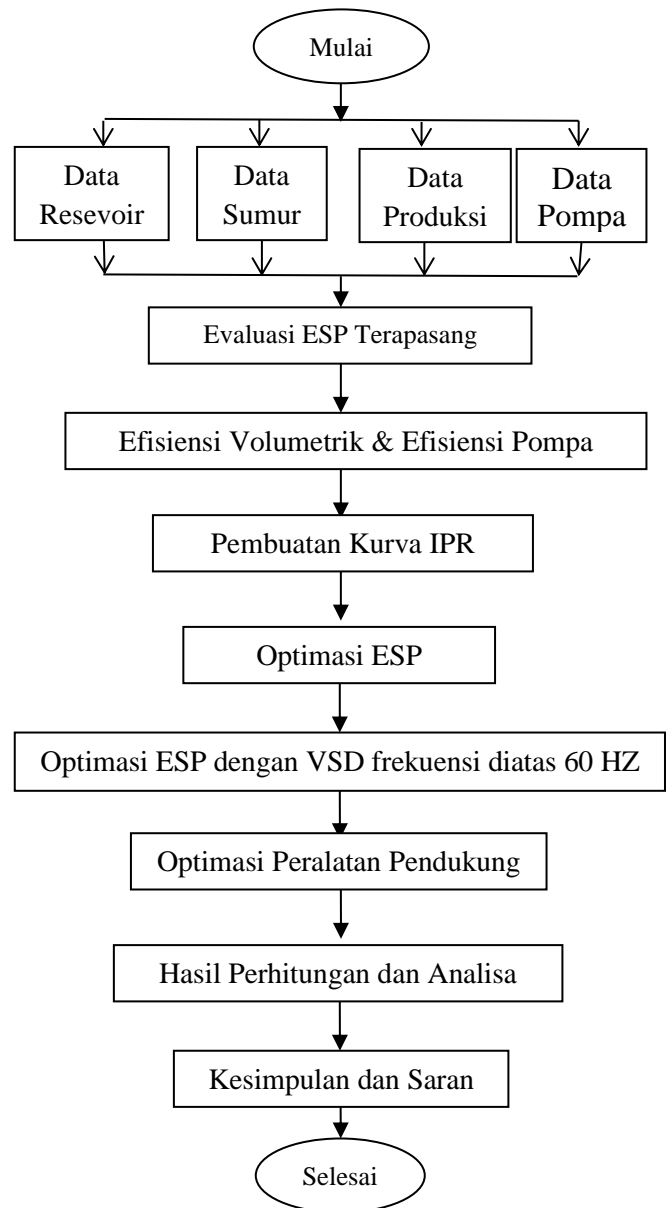 Mulai
Data
Resevoir
Data
Sumur
Data
Produksi
Data
Pompa
Evaluasi ESP Terapasang
Efisiensi Volumetrik & Efisiensi Pompa
Pembuatan Kurva IPR
Optimasi ESP
Optimasi ESP dengan VSD frekuensi diatas 60 HZ
Optimasi Peralatan Pendukung
Hasil Perhitungan dan Analisa
Kesimpulan dan Saran
Selesai